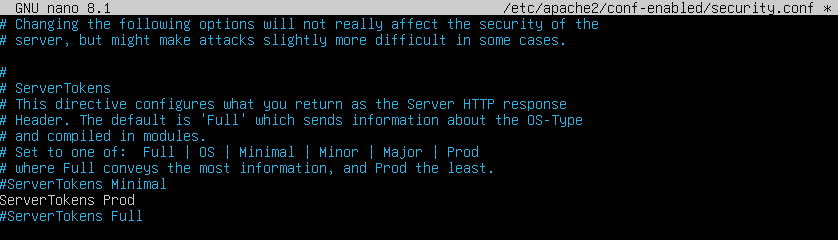 GNU nano 8.1 /etc/apache2/conf-enabled/security.conf *
# Changing the following options will not really affect the security of the
# server, but might make attacks slightly more difficult in some cases.
#
# ServerTokens
# This directive configures what you return as the Server HTTP response
# Header. The default is 'Full' which sends information about the OS-Type
# and compiled in modules.
# Set to one of:  Full | OS | Minimal | Minor | Major | Prod
# where Full conveys the most information, and Prod the least.
#ServerTokens Minimal
ServerTokens Prod
#ServerTokens Full